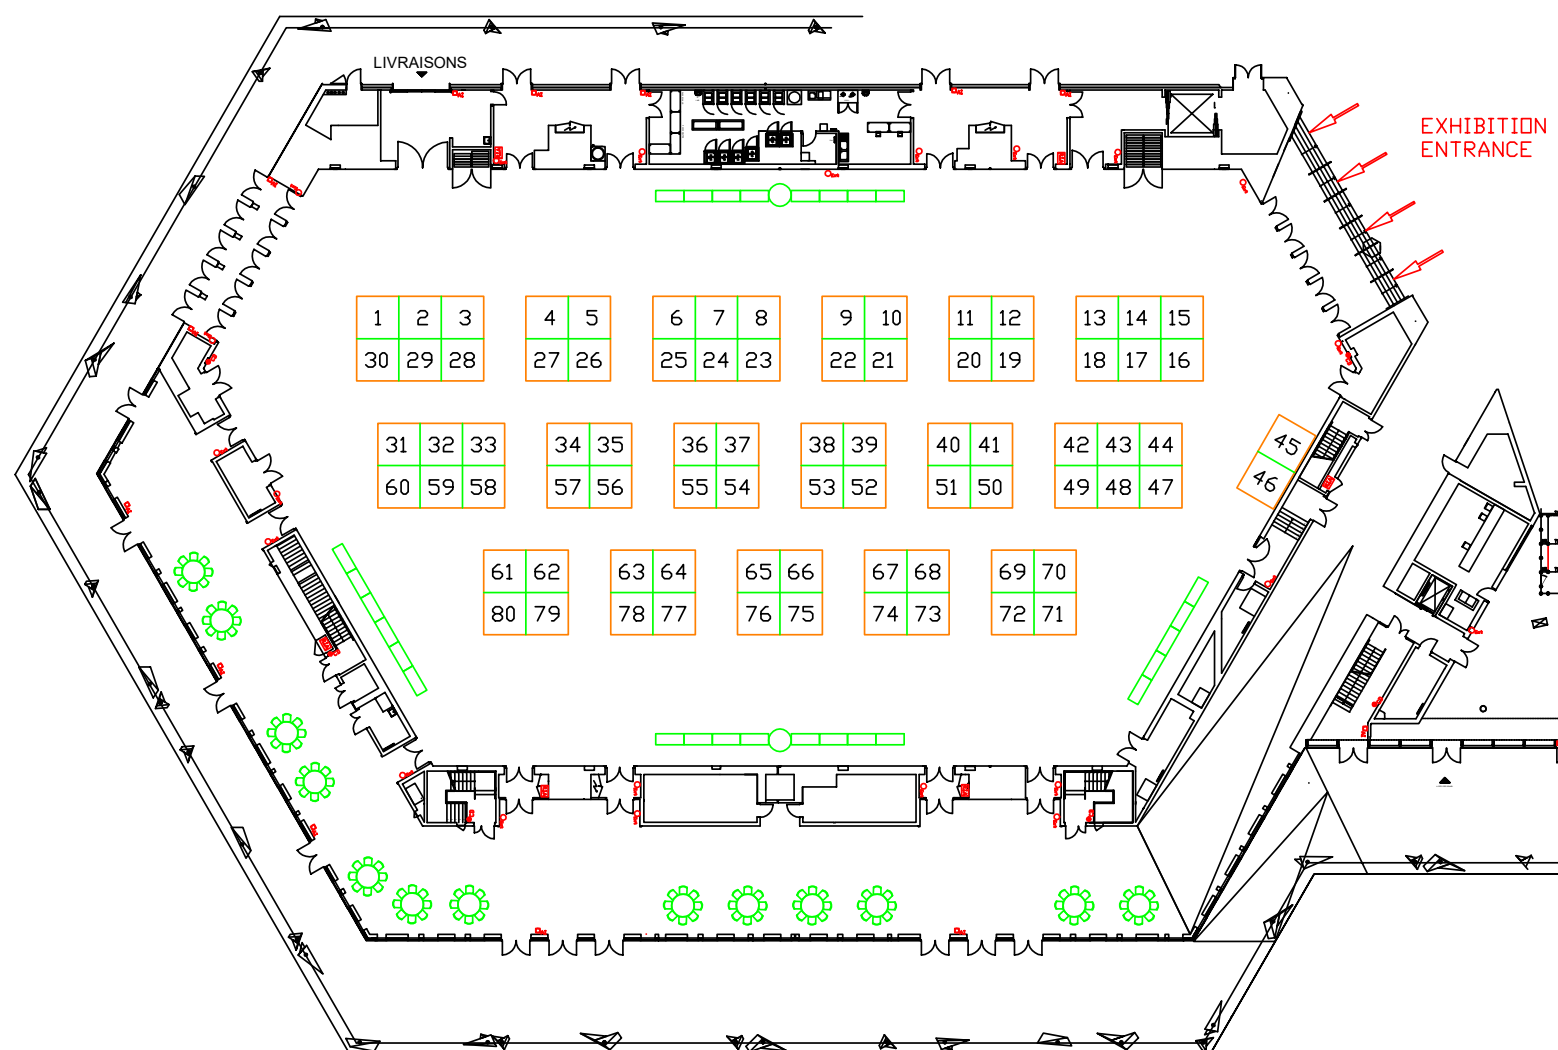 LIVRAISONS
EXHIBITION
ENTRANCE
1 2 3 4 5 6 7 8 9 10 11 12 13 14 15
30 29 28 27 26 25 24 23 22 21 20 19 18 17 16
31 32 33 34 35 36 37 38 39 40 41 42 43 44 45
60 59 58 57 56 55 54 53 52 51 50 49 48 47 46
61 62 63 64 65 66 67 68 69 70
80 79 78 77 76 75 74 73 72 71